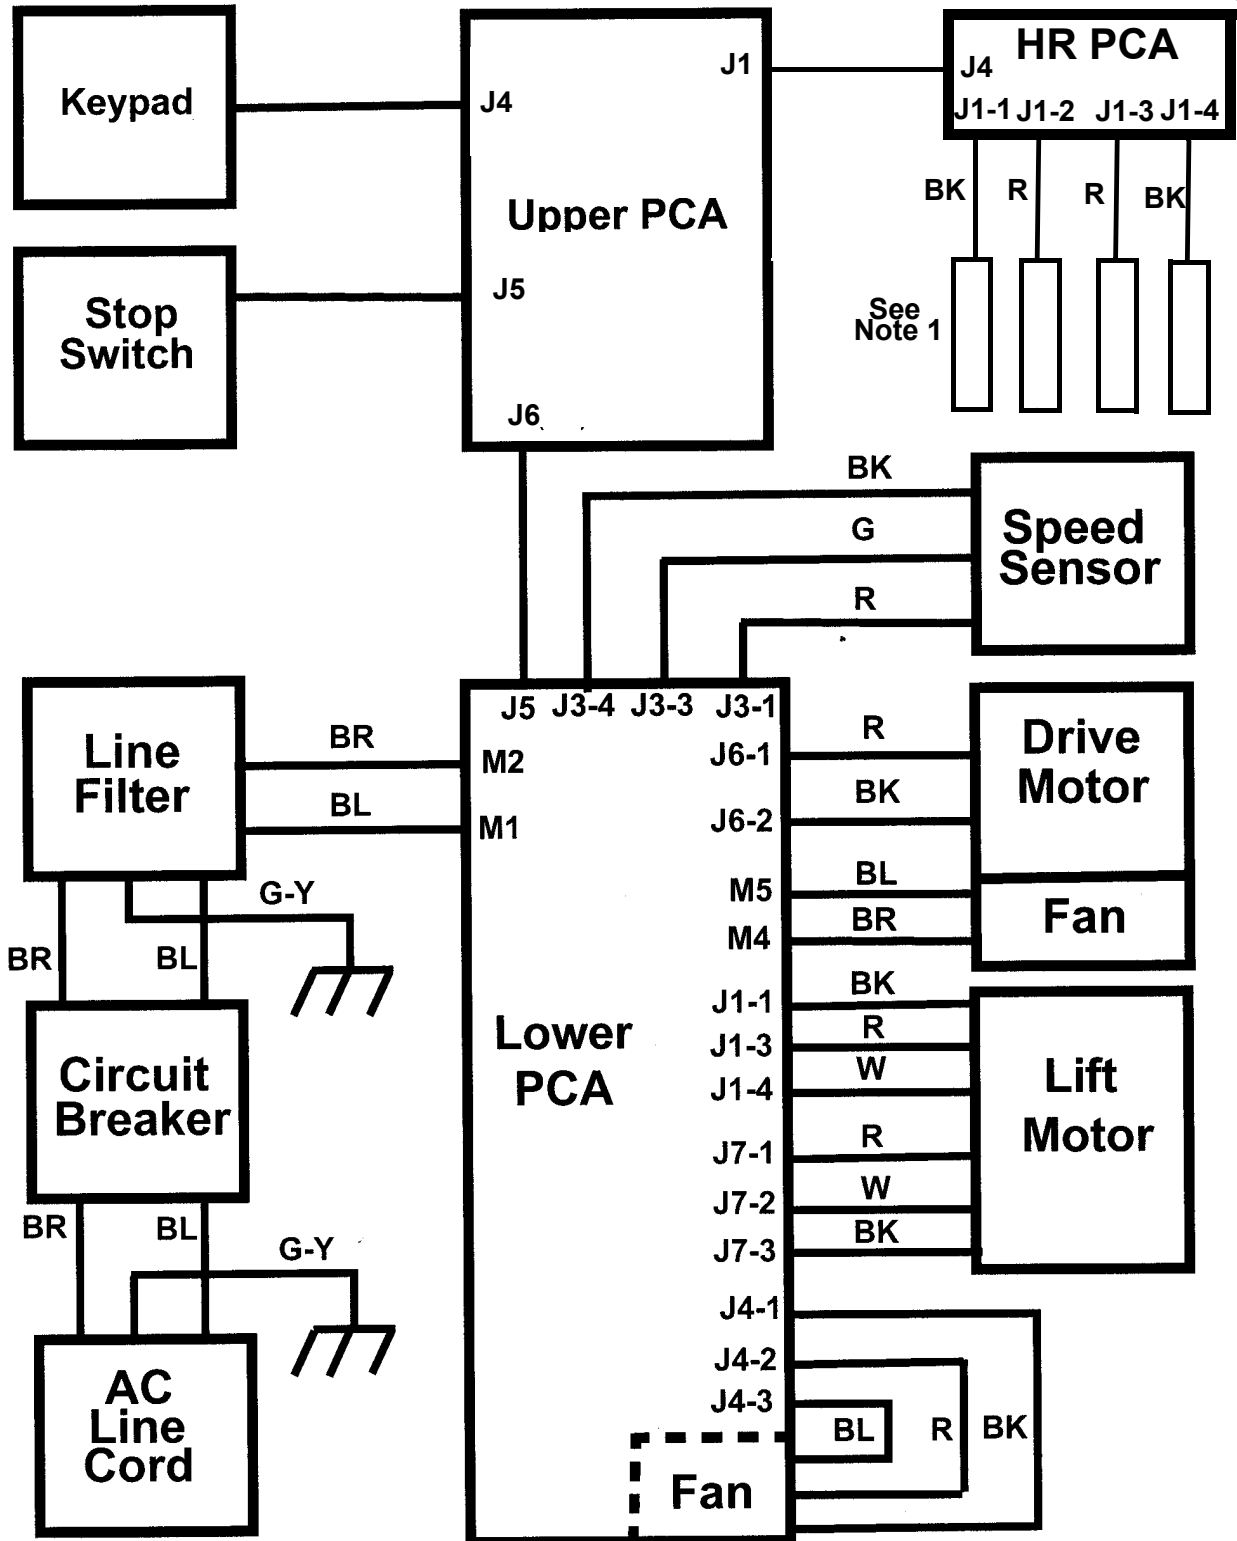 Keypad
J4
J1
Upper PCA
HR PCA
J4
J1-1 J1-2 J1-3 J1-4
BK
R
R
BK
Stop
Switch
J5
J6
See
Note 1
BK
G
R
Speed
Sensor
Line
Filter
BR
BL
M2
M1
J5 J3-4 J3-3 J3-1
J6-1
J6-2
M5
M4
R
BK
BL
BR
Drive
Motor
Fan
G-Y
BR
BL
Circuit
Breaker
Lower
PCA
J1-1
J1-3
J1-4
J7-1
J7-2
J7-3
BK
R
W
R
W
BK
Lift
Motor
BR
BL
G-Y
AC
Line
Cord
J4-1
J4-2
J4-3
BL
R
BK
Fan